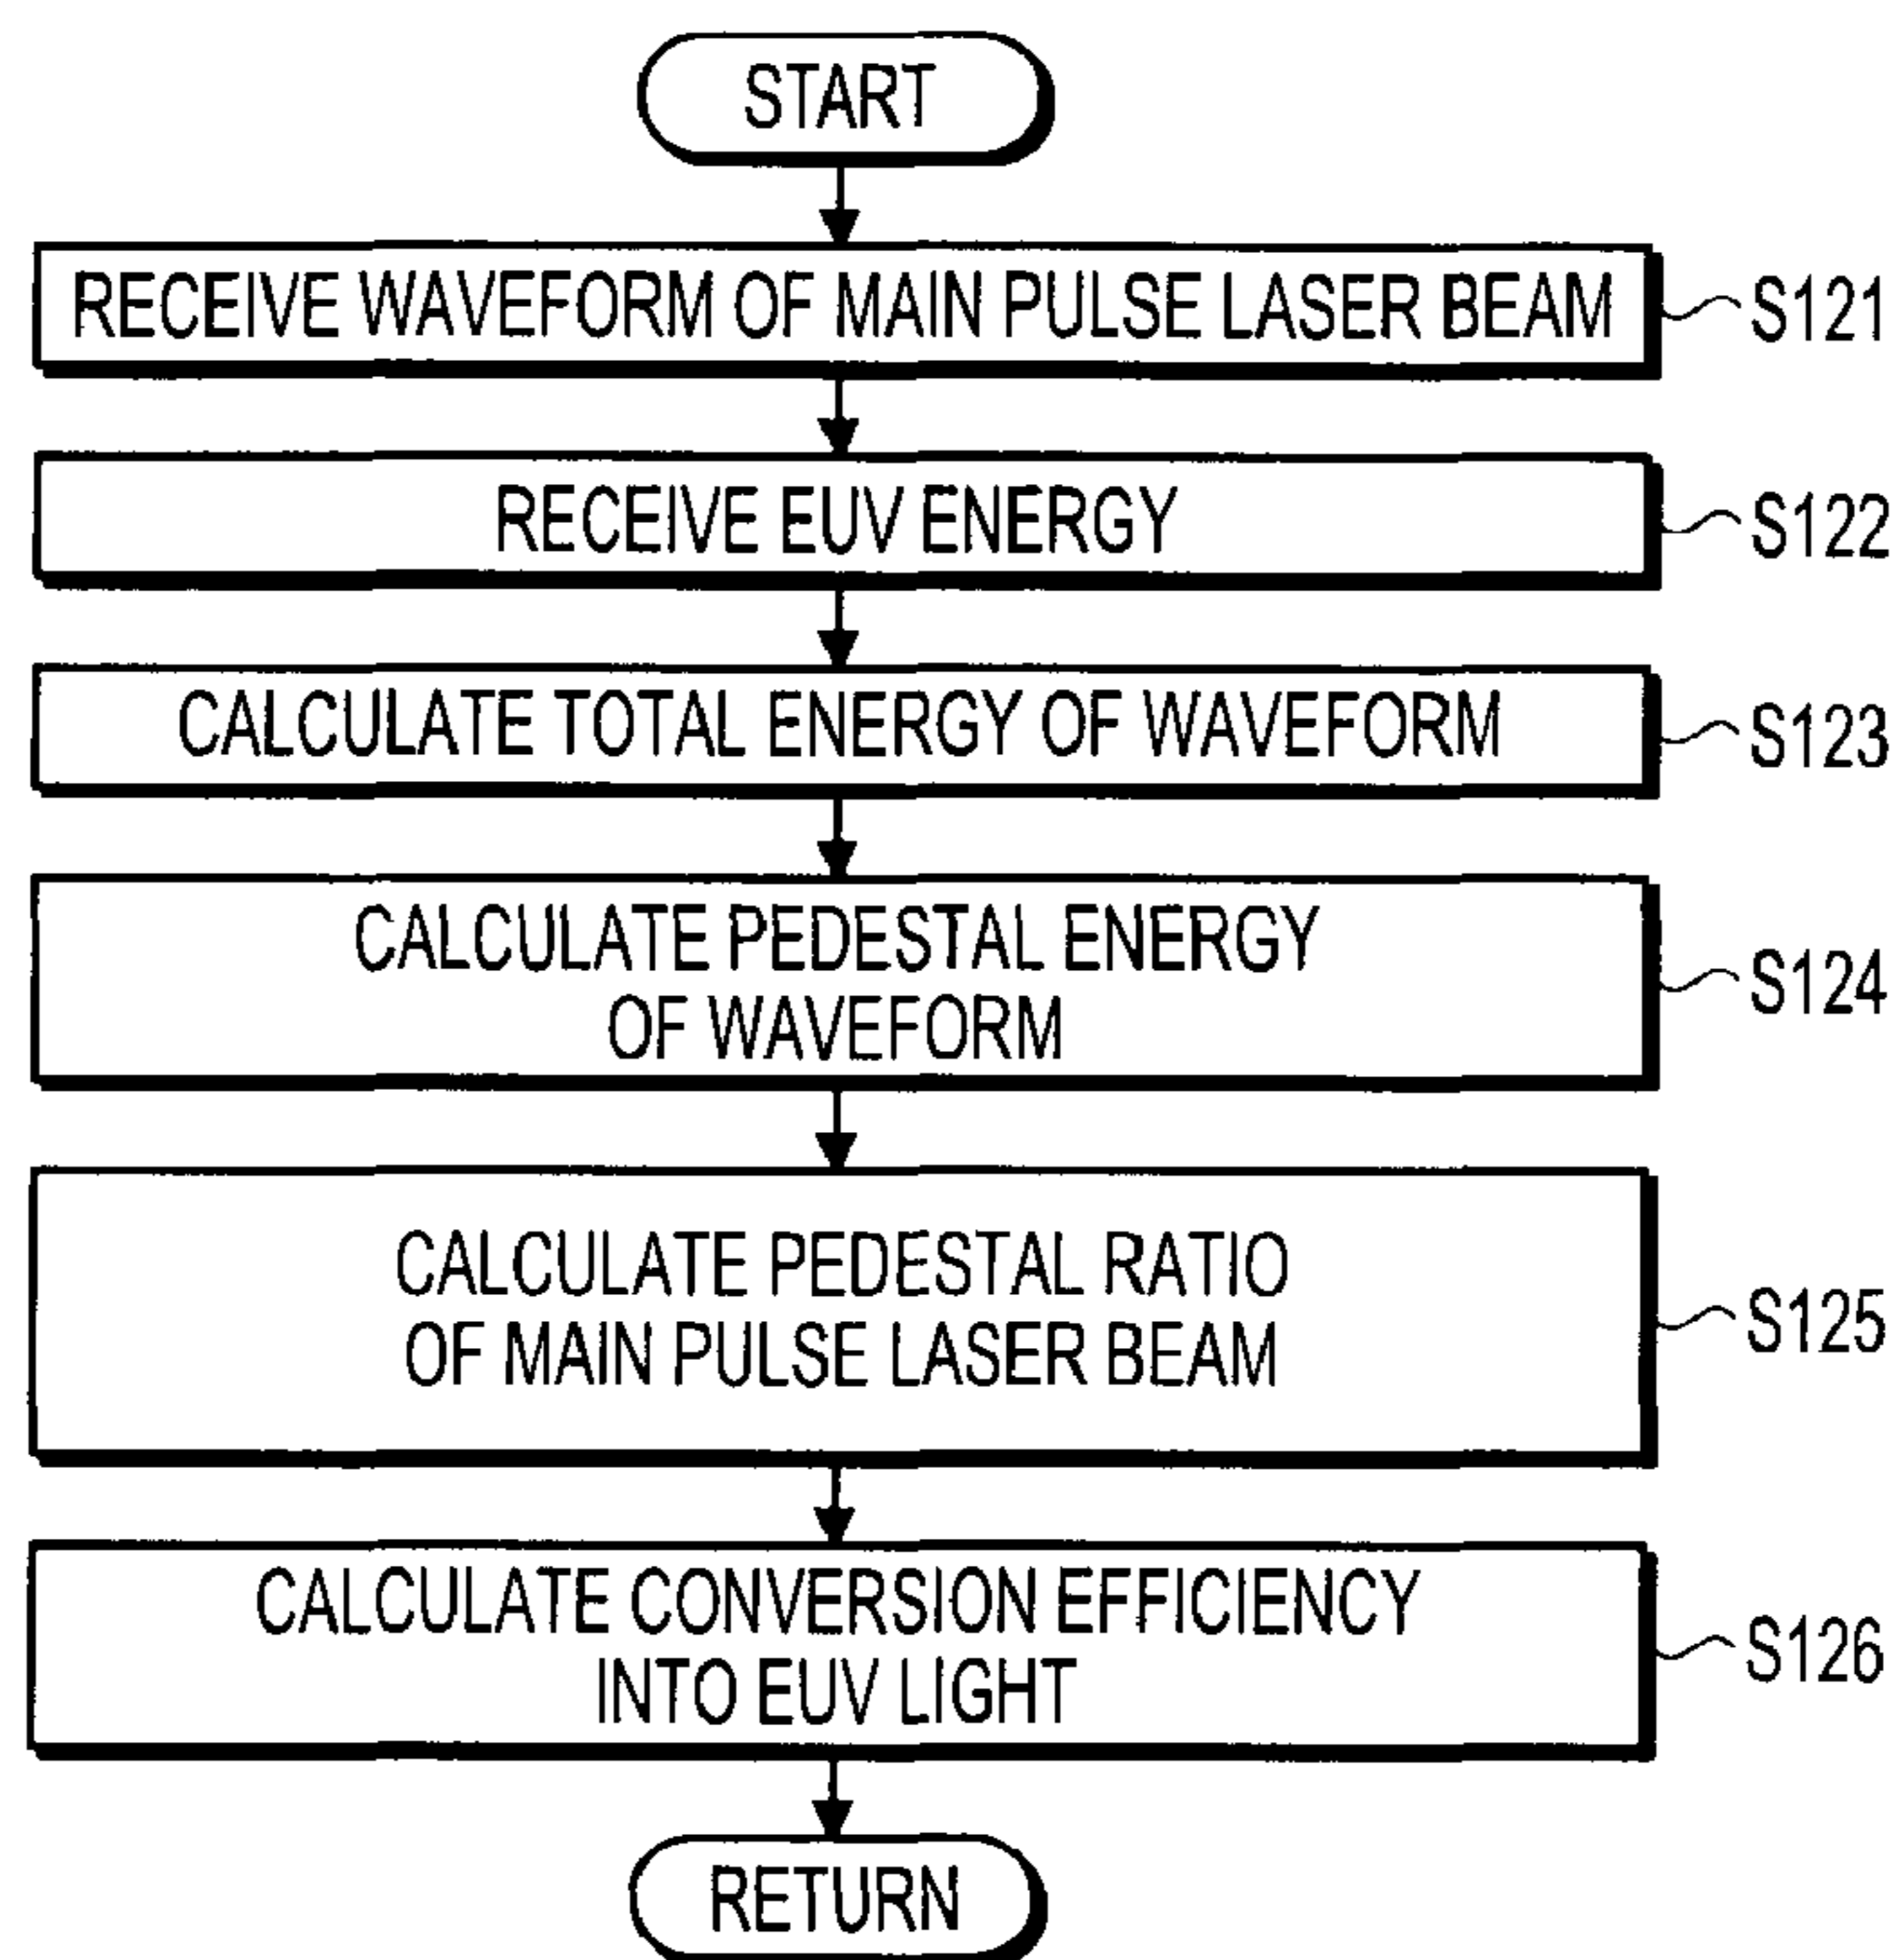 START
RECEIVE WAVEFORM OF MAIN PULSE LASER BEAM
S121
RECEIVE EUV ENERGY
S122
CALCULATE TOTAL ENERGY OF WAVEFORM
S123
CALCULATE PEDESTAL ENERGY
OF WAVEFORM
S124
CALCULATE PEDESTAL RATIO
OF MAIN PULSE LASER BEAM
S125
CALCULATE CONVERSION EFFICIENCY
INTO EUV LIGHT
S126
RETURN